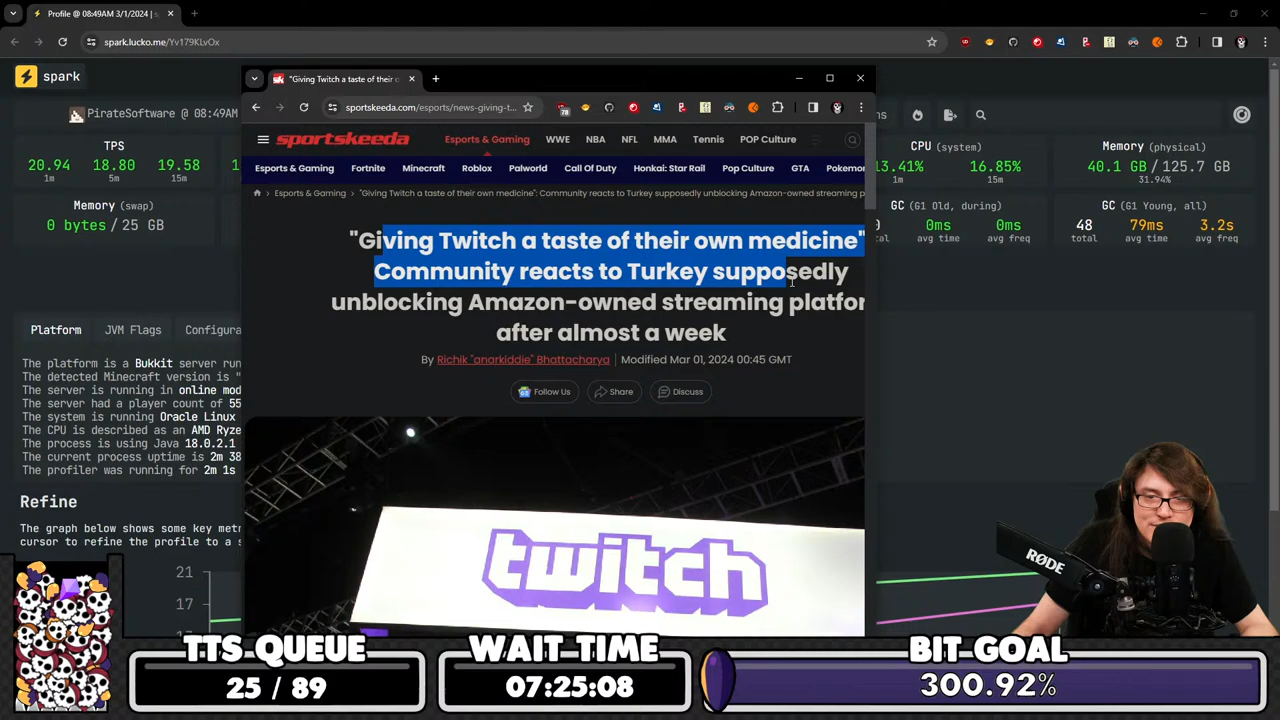 Profile @ 08:49AM 3/1/2024 | s
spark.lucko.me/Yv179KLvOx
spark
PirateSoftware @ 08:49AM
TPS
20.94 18.80 19.58
1m 5m 15m
Memory (swap)
0 bytes / 25 GB
CPU (system)
13.41% 16.85%
1m 15m
Memory (physical)
40.1 GB / 125.7 GB
31.94%
GC (G1 Old, during)
0ms 0ms
avg time avg freq
GC (G1 Young, all)
48 79ms 3.2s
total avg time avg freq
"Giving Twitch a taste of their o
sportskeeda.com/esports/news-giving-t...
78
sportskeeda
Esports & Gaming WWE NBA NFL MMA Tennis POP Culture
Esports & Gaming Fortnite Minecraft Roblox Palworld Call Of Duty Honkai: Star Rail Pop Culture GTA Pokemon
Esports & Gaming "Giving Twitch a taste of their own medicine": Community reacts to Turkey supposedly unblocking Amazon-owned streaming p
"Giving Twitch a taste of their own medicine"
Community reacts to Turkey supposedly
unblocking Amazon-owned streaming platfor
after almost a week
By Richik "anarkiddie" Bhattacharya Modified Mar 01, 2024 00:45 GMT
Follow Us Share Discuss
twitch
Platform JVM Flags Configura
The platform is a Bukkit server run
The detected Minecraft version is "
The server is running in online mod
The server had a player count of 55
The system is running Oracle Linux
The CPU is described as an AMD Ryze
The process is using Java 18.0.2.1
The current process uptime is 2m 38
The profiler was running for 2m 1s
Refine
The graph below shows some key met
cursor to refine the profile to a s
21
17
RØDE
TTS QUEUE
25 / 89
WAIT TIME
07:25:08
BIT GOAL
300.92%